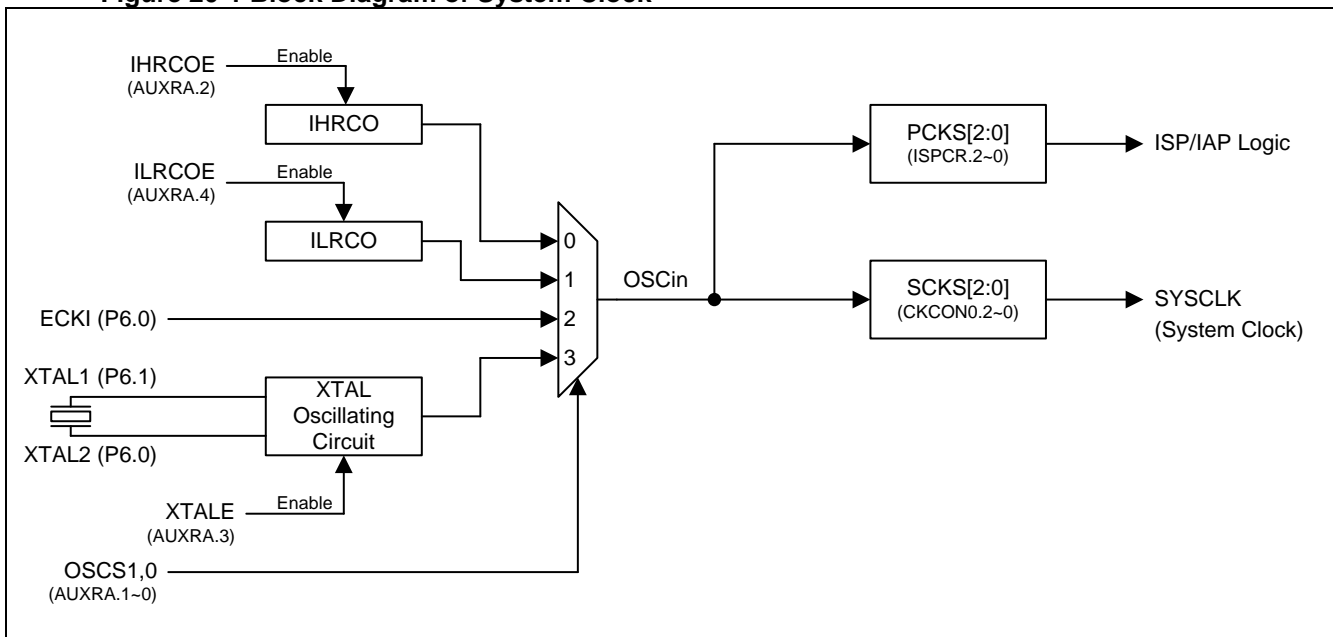 Figure 20-1 Block Diagram of System Clock
IHRCOE
(AUXRA.2)
Enable
IHRCO
ILRCOE
(AUXRA.4)
Enable
ILRCO
ECKI (P6.0)
XTAL1 (P6.1)
XTAL2 (P6.0)
XTAL
Oscillating
Circuit
XTALE
(AUXRA.3)
Enable
OSCS1,0
(AUXRA.1~0)
0
1
2
3
OSCin
PCKS[2:0]
(ISPCR.2~0)
ISP/IAP Logic
SCKS[2:0]
(CKCON0.2~0)
SYSCLK
(System Clock)